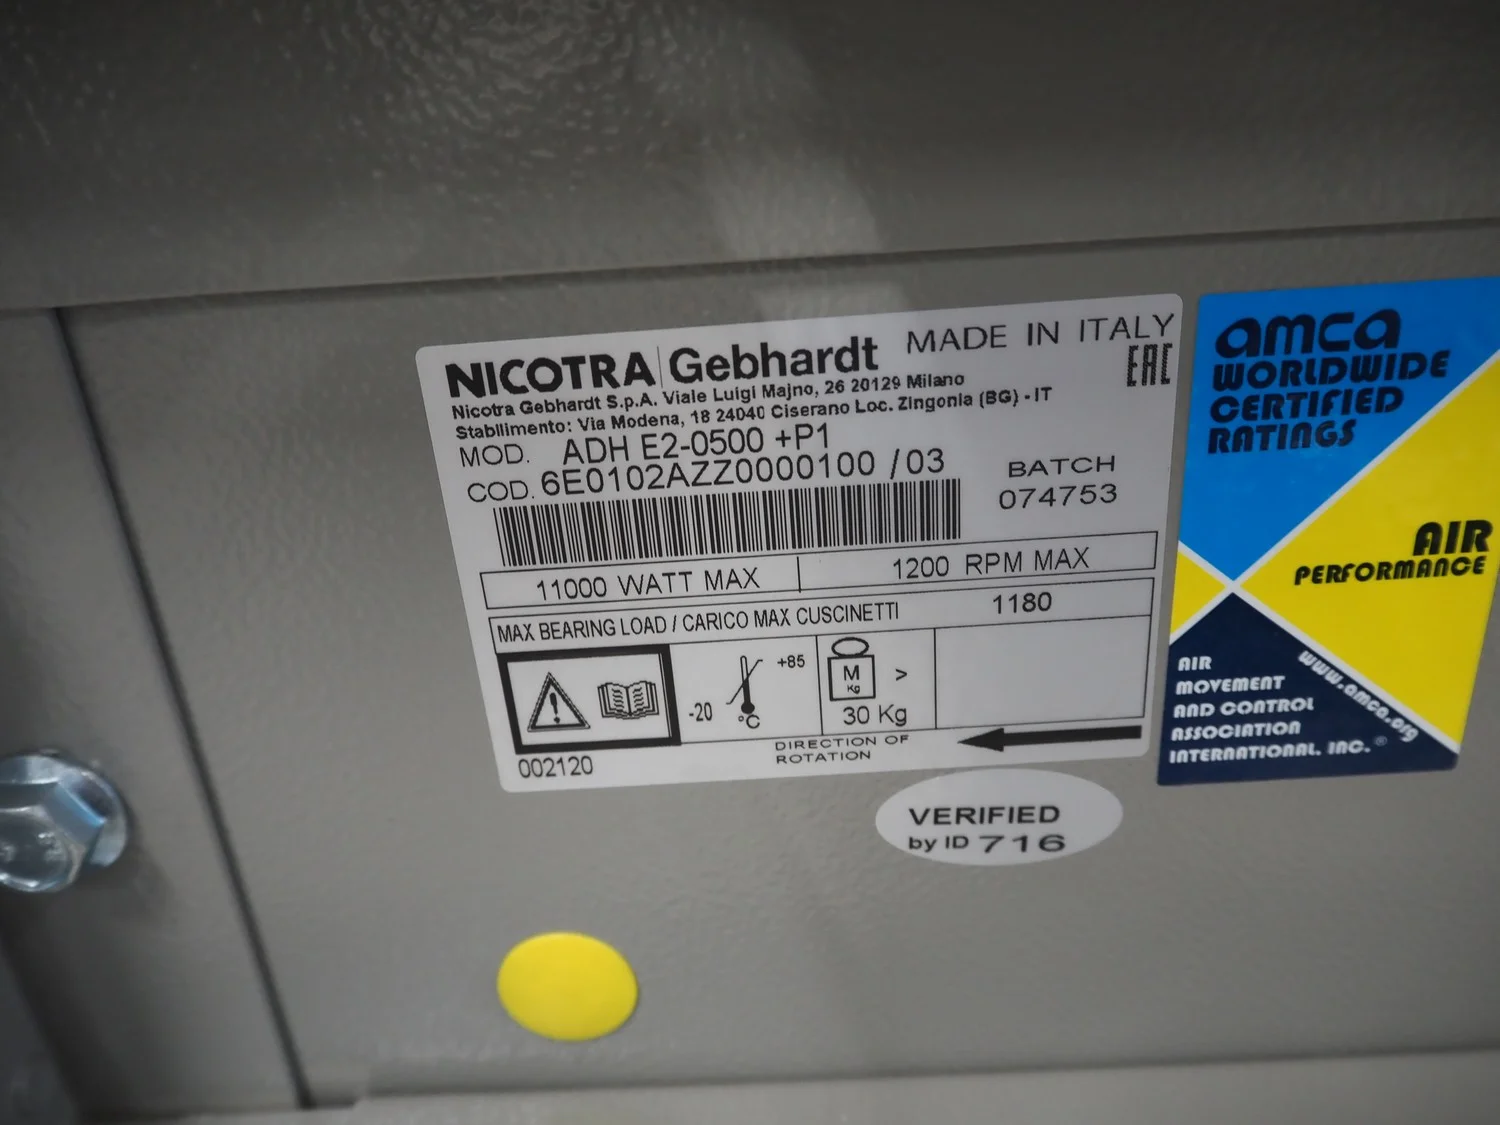 NICOTRA Gebhardt MADE IN ITALY
EAC
Nicotra Gebhardt S.p.A. Viale Luigi Majno, 26 20129 Milano
Stabilimento: Via Modena, 18 24040 Ciserano Loc. Zingonia (BG) - IT
MOD. ADH E2-0500 +P1
COD. 6E0102AZZ0000100 /03
BATCH
074753
11000 WATT MAX 1200 RPM MAX
MAX BEARING LOAD / CARICO MAX CUSCINETTI 1180
-20 +85
°C
M
Kg
>
30 Kg
002120
DIRECTION OF
ROTATION
VERIFIED
by ID 716
amca
WORLDWIDE
CERTIFIED
RATINGS
AIR
PERFORMANCE
AIR
MOVEMENT
AND CONTROL
ASSOCIATION
INTERNATIONAL, INC.®
www.amca.org